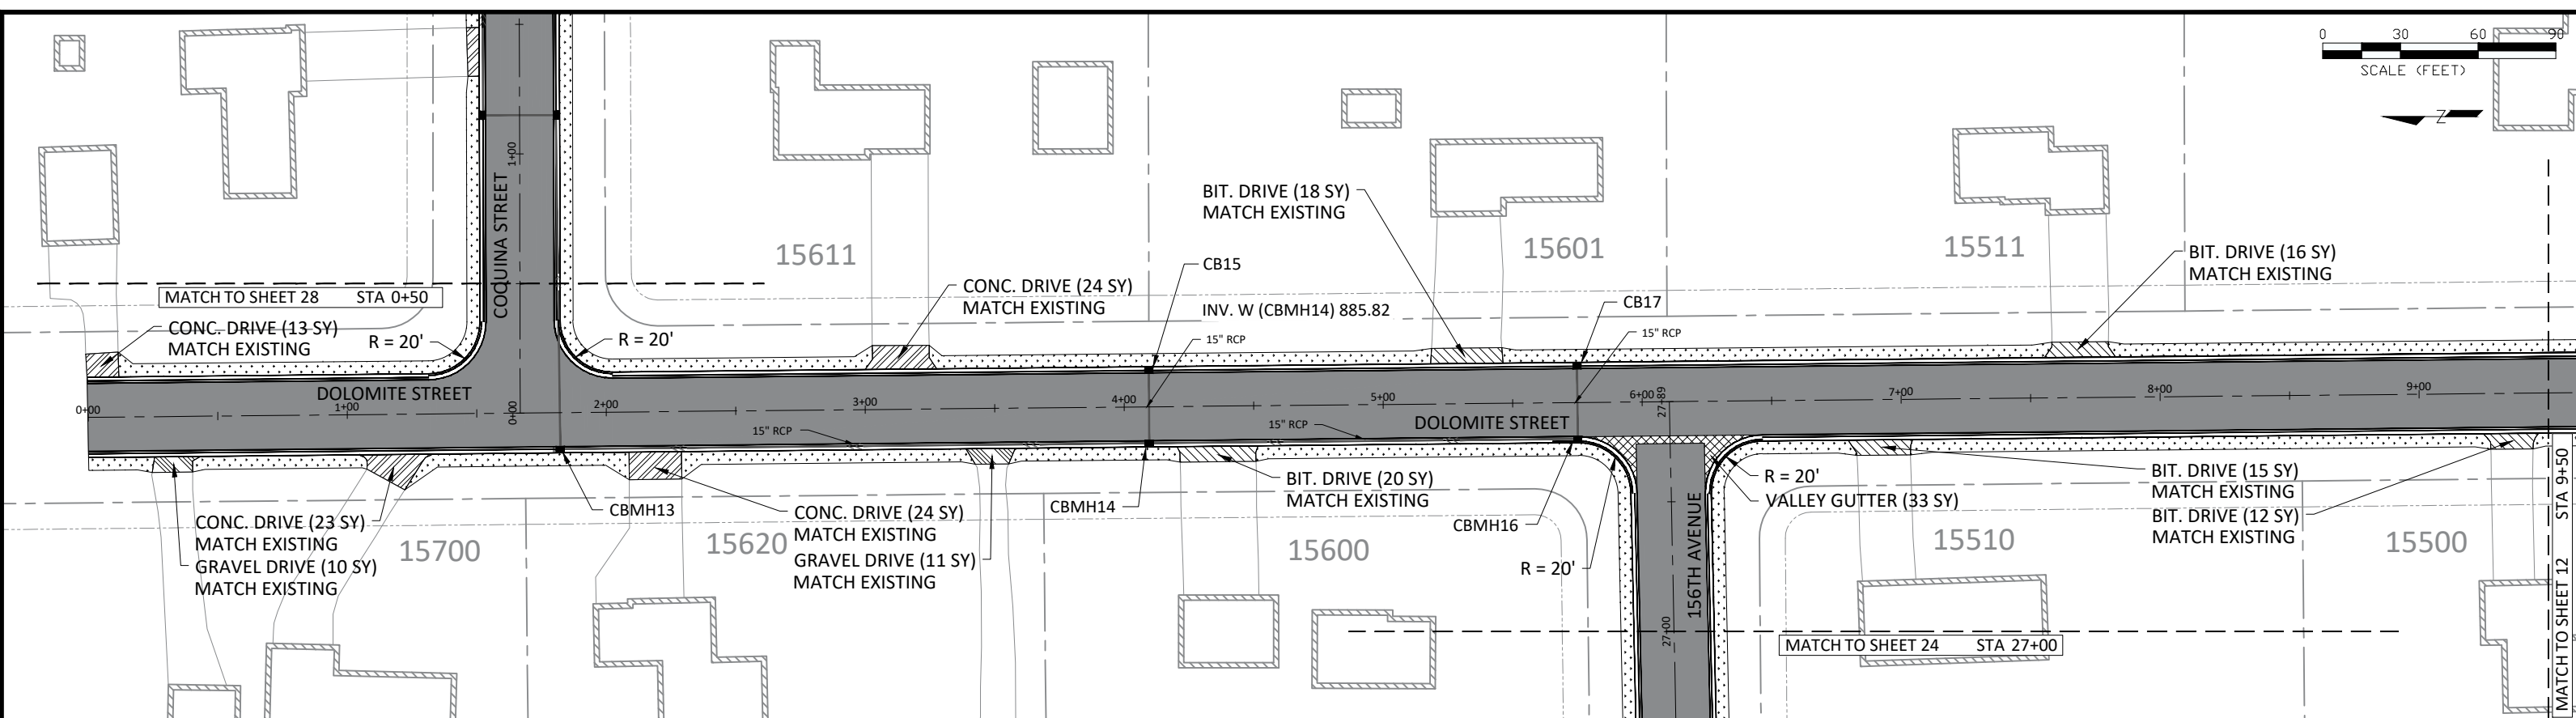 0 30 60 90
SCALE (FEET)
Z
1+00
COQUINA STREET
0+00
BIT. DRIVE (18 SY)
MATCH EXISTING
15611
15601
15511
BIT. DRIVE (16 SY)
MATCH EXISTING
CB15
CONC. DRIVE (24 SY)
MATCH EXISTING
INV. W (CBMH14) 885.82
CB17
MATCH TO SHEET 28 STA 0+50
CONC. DRIVE (13 SY)
MATCH EXISTING
R = 20'
R = 20'
15" RCP
15" RCP
DOLOMITE STREET
0+00
1+00
2+00
3+00
4+00
5+00
6+00
7+00
8+00
9+00
27+89
15" RCP
15" RCP
DOLOMITE STREET
CONC. DRIVE (23 SY)
MATCH EXISTING
GRAVEL DRIVE (10 SY)
MATCH EXISTING
15700
CBMH13
15620
CONC. DRIVE (24 SY)
MATCH EXISTING
GRAVEL DRIVE (11 SY)
MATCH EXISTING
CBMH14
BIT. DRIVE (20 SY)
MATCH EXISTING
15600
CBMH16
R = 20'
156TH AVENUE
27+00
R = 20'
VALLEY GUTTER (33 SY)
15510
BIT. DRIVE (15 SY)
MATCH EXISTING
BIT. DRIVE (12 SY)
MATCH EXISTING
15500
MATCH TO SHEET 24 STA 27+00
MATCH TO SHEET 12 STA 9+50